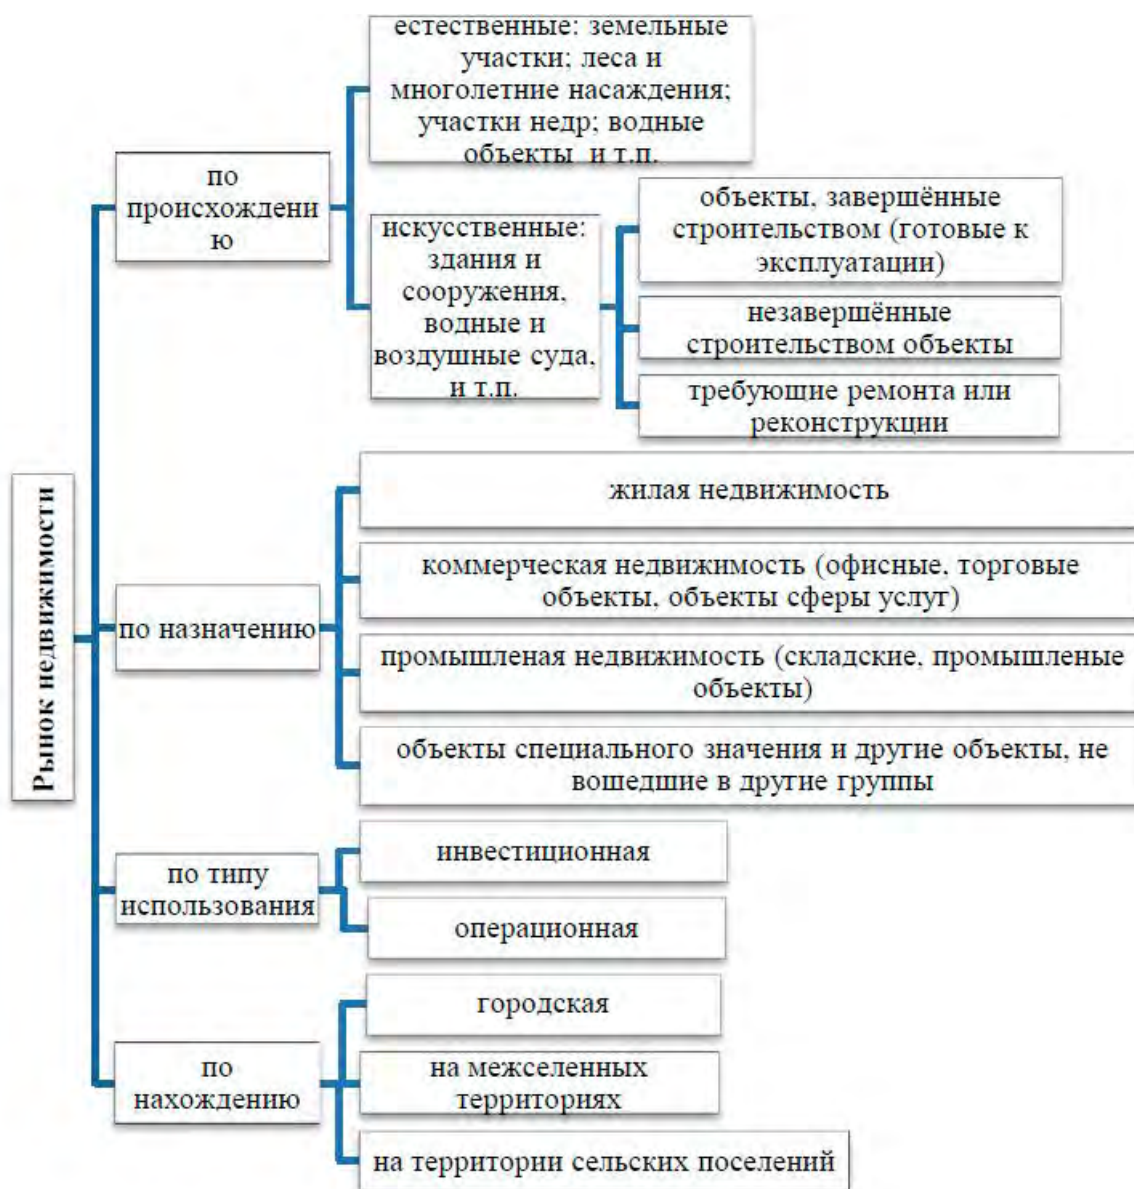 Рынок недвижимости
по
происхождени
ю
естественные: земельные
участки; леса и
многолетние насаждения;
участки недр; водные
объекты и т.п.
искусственные:
здания и
сооружения,
водные и
воздушные суда,
и т.п.
объекты, завершённые
строительством (готовые к
эксплуатации)
незавершённые
строительством объекты
требующие ремонта или
реконструкции
по назначению
жилая недвижимость
коммерческая недвижимость (офисные, торговые
объекты, объекты сферы услуг)
промышленая недвижимость (складские, промышленые
объекты)
объекты специального значения и другие объекты, не
вошедшие в другие группы
по типу
использования
инвестиционная
операционная
по
нахождению
городская
на межселенных
территориях
на территории сельских поселений